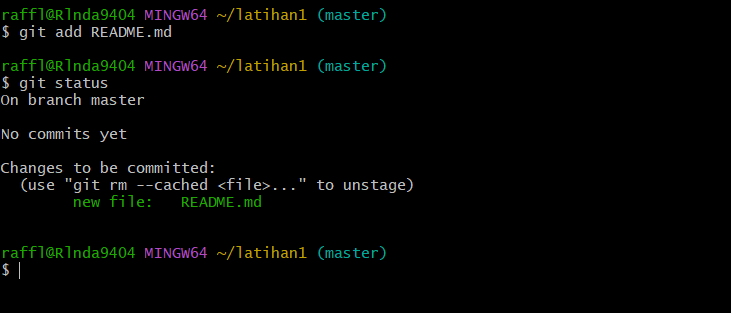 raffl@Rlnda9404 MINGW64 ~/latihan1 (master)
$ git add README.md
raffl@Rlnda9404 MINGW64 ~/latihan1 (master)
$ git status
On branch master
No commits yet
Changes to be committed:
(use "git rm --cached <file>..." to unstage)
new file:   README.md
raffl@Rlnda9404 MINGW64 ~/latihan1 (master)
$